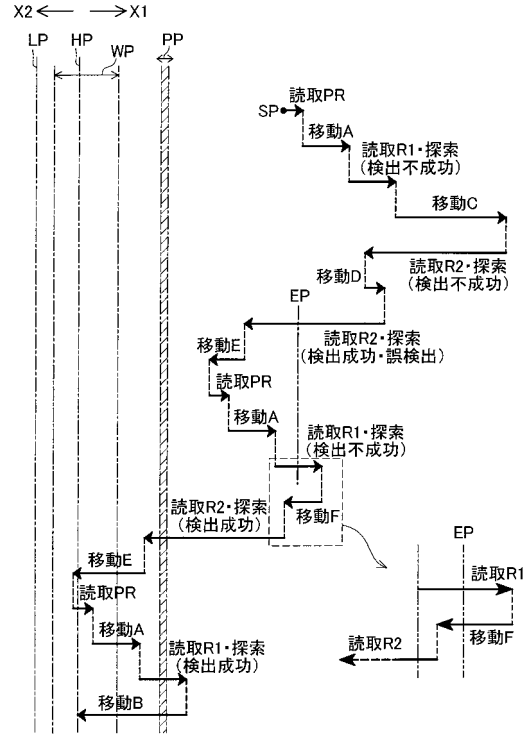 X2 X1
LP HP WP PP
読取PR
SP
移動A
読取R1・探索
(検出不成功)
移動C
読取R2・探索
(検出不成功)
移動D
EP
読取R2・探索
(検出成功・誤検出)
移動E
読取PR
移動A
読取R1・探索
(検出不成功)
読取R2・探索
(検出成功)
移動F
移動E
EP
読取R1
読取PR
移動A
移動F
読取R2
読取R1・探索
(検出成功)
移動B